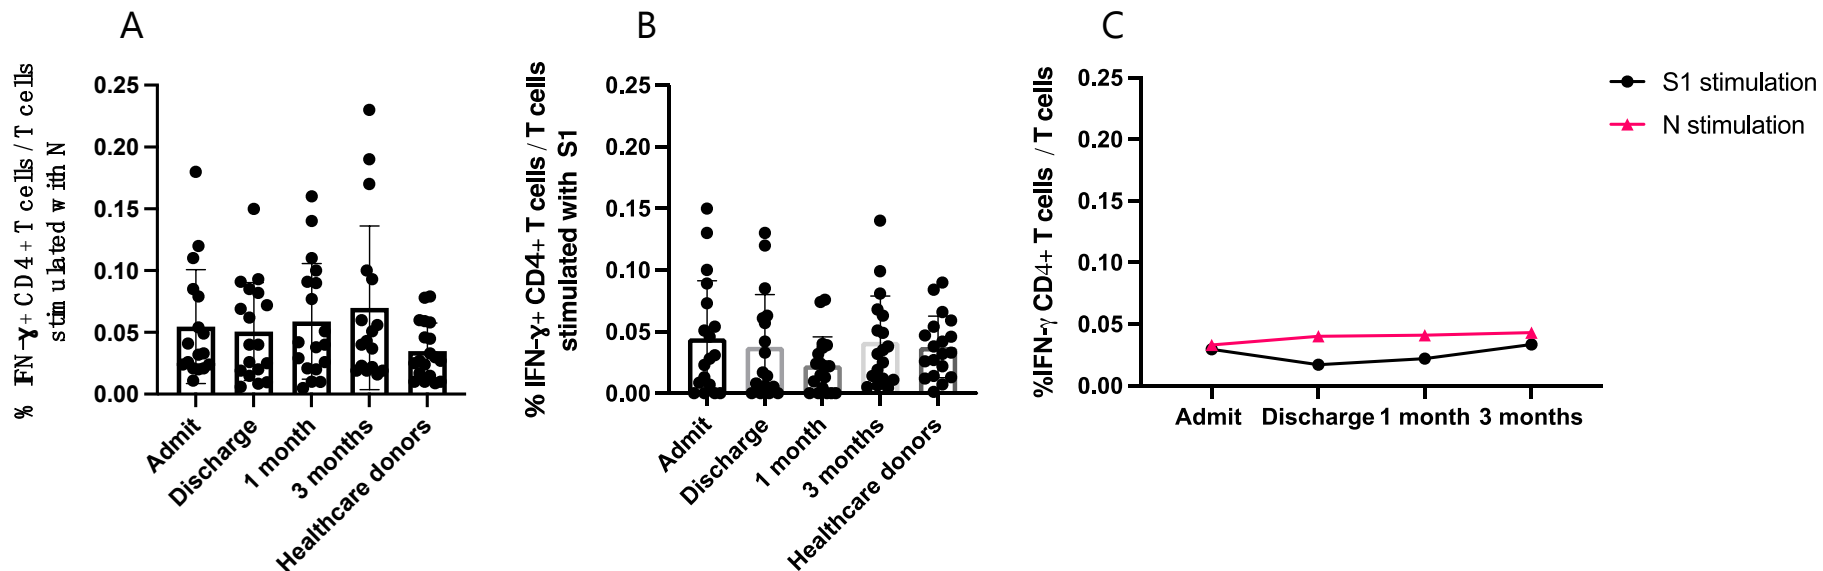 A
B
C
% IFN-γ+ CD4+ T cells / T cells
stimulated with N
0.25
0.20
0.15
0.10
0.05
0.00
Admit
Discharge
1 month
3 months
Healthcare donors
% IFN-γ+ CD4+ T cells / T cells
stimulated with S1
0.25
0.20
0.15
0.10
0.05
0.00
Admit
Discharge
1 month
3 months
Healthcare donors
%IFN-γ CD4+ T cells / T cells
0.25
0.20
0.15
0.10
0.05
0.00
Admit Discharge 1 month 3 months
S1 stimulation
N stimulation